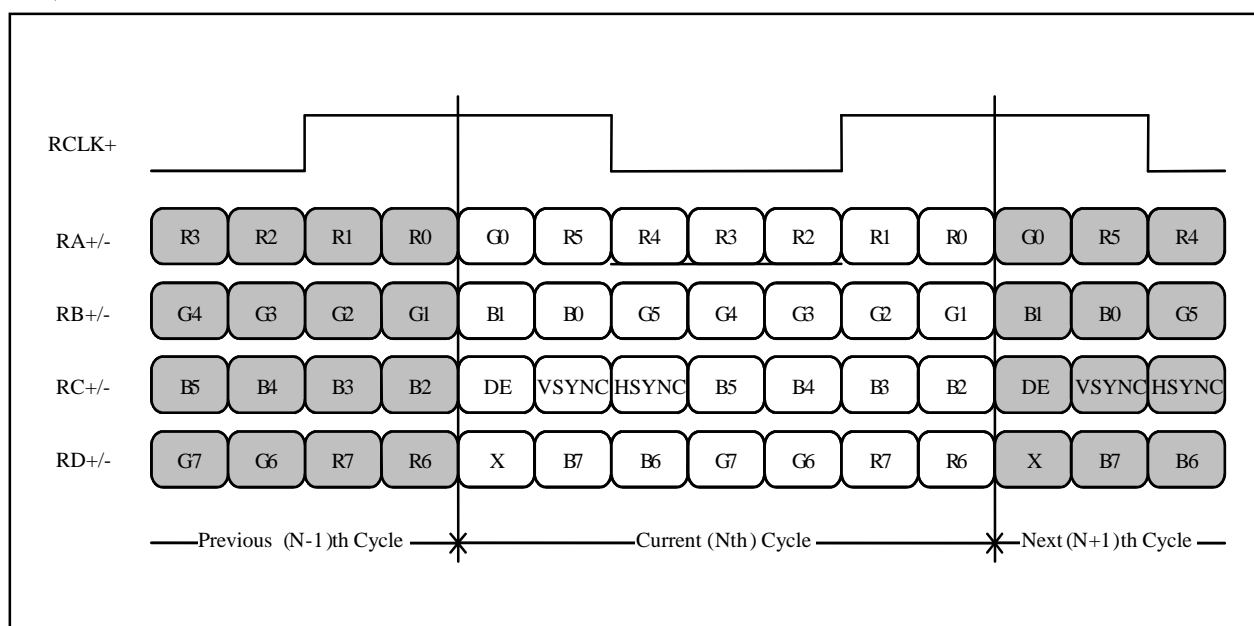 RCLK+
RA+/- R3 R2 R1 R0 G0 R5 R4 R3 R2 R1 R0 G0 R5 R4
RB+/- G4 G3 G2 G1 B1 B0 G5 G4 G3 G2 G1 B1 B0 G5
RC+/- B5 B4 B3 B2 DE VSYNC HSYNC B5 B4 B3 B2 DE VSYNC HSYNC
RD+/- G7 G6 R7 R6 X B7 B6 G7 G6 R7 R6 X B7 B6
Previous (N-1)th Cycle Current (Nth) Cycle Next (N+1)th Cycle